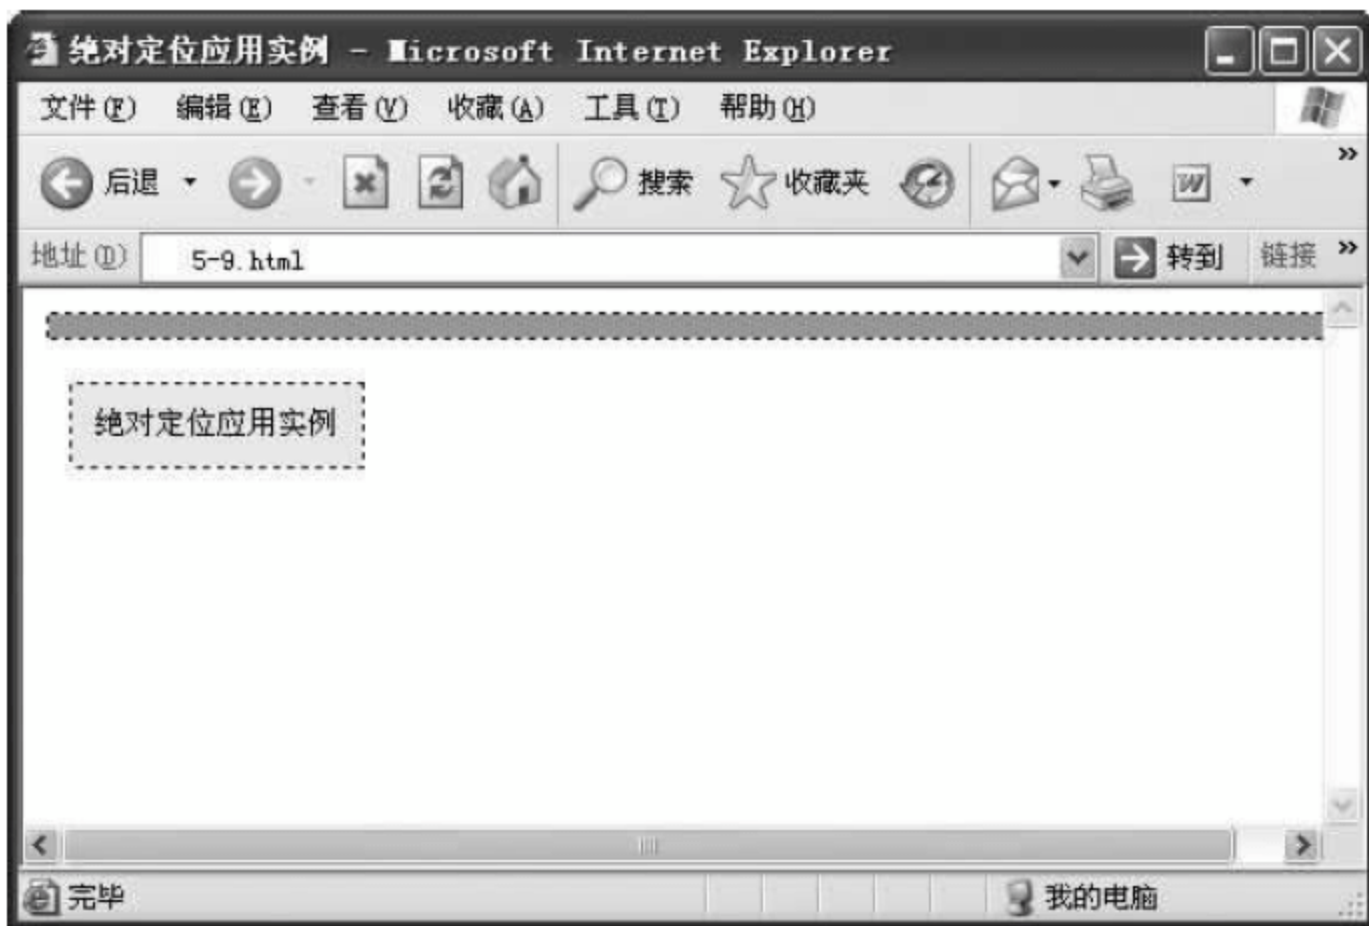 绝对定位应用实例 - Microsoft Internet Explorer
文件(F) 编辑(E) 查看(V) 收藏(A) 工具(T) 帮助(H)
后退 搜索 收藏夹 W »
地址(D) 5-9.html 转到 链接 »
绝对定位应用实例
完毕 我的电脑